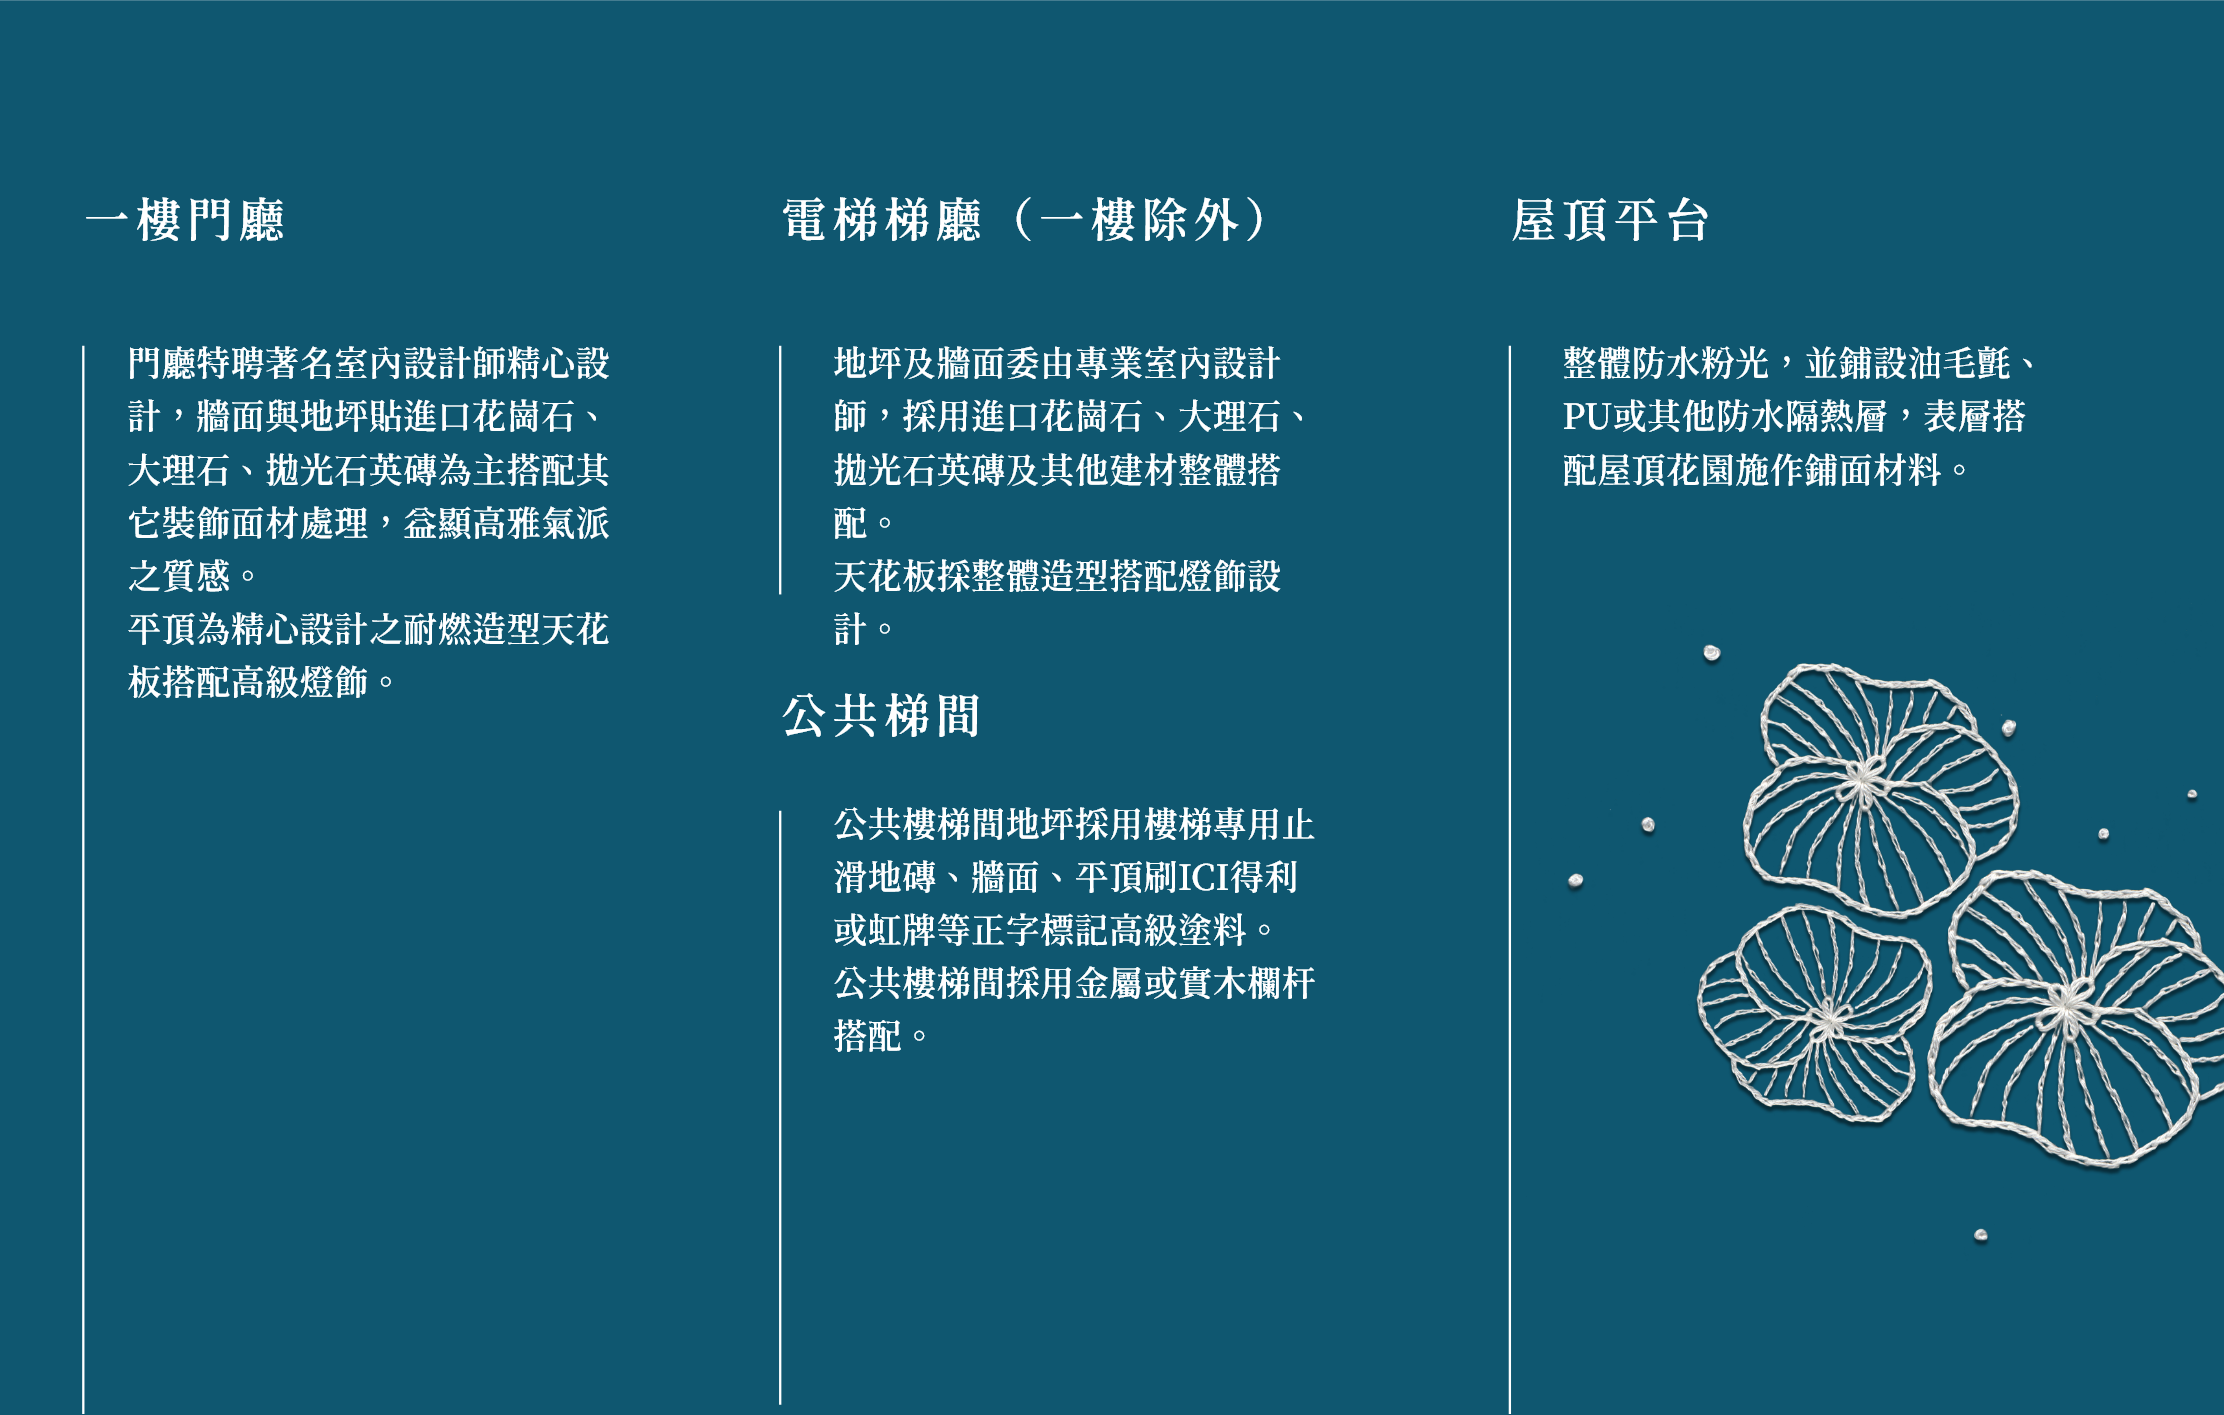 一樓門廳
門廳特聘著名室內設計師精心設
計，牆面與地坪貼進口花崗石、
大理石、拋光石英磚為主搭配其
它裝飾面材處理，益顯高雅氣派
之質感。
平頂為精心設計之耐燃造型天花
板搭配高級燈飾。
電梯梯廳（一樓除外）
地坪及牆面委由專業室內設計
師，採用進口花崗石、大理石、
拋光石英磚及其他建材整體搭
配。
天花板採整體造型搭配燈飾設
計。
公共梯間
公共樓梯間地坪採用樓梯專用止
滑地磚、牆面、平頂刷ICI得利
或虹牌等正字標記高級塗料。
公共樓梯間採用金屬或實木欄杆
搭配。
屋頂平台
整體防水粉光，並鋪設油毛氈、
PU或其他防水隔熱層，表層搭
配屋頂花園施作鋪面材料。